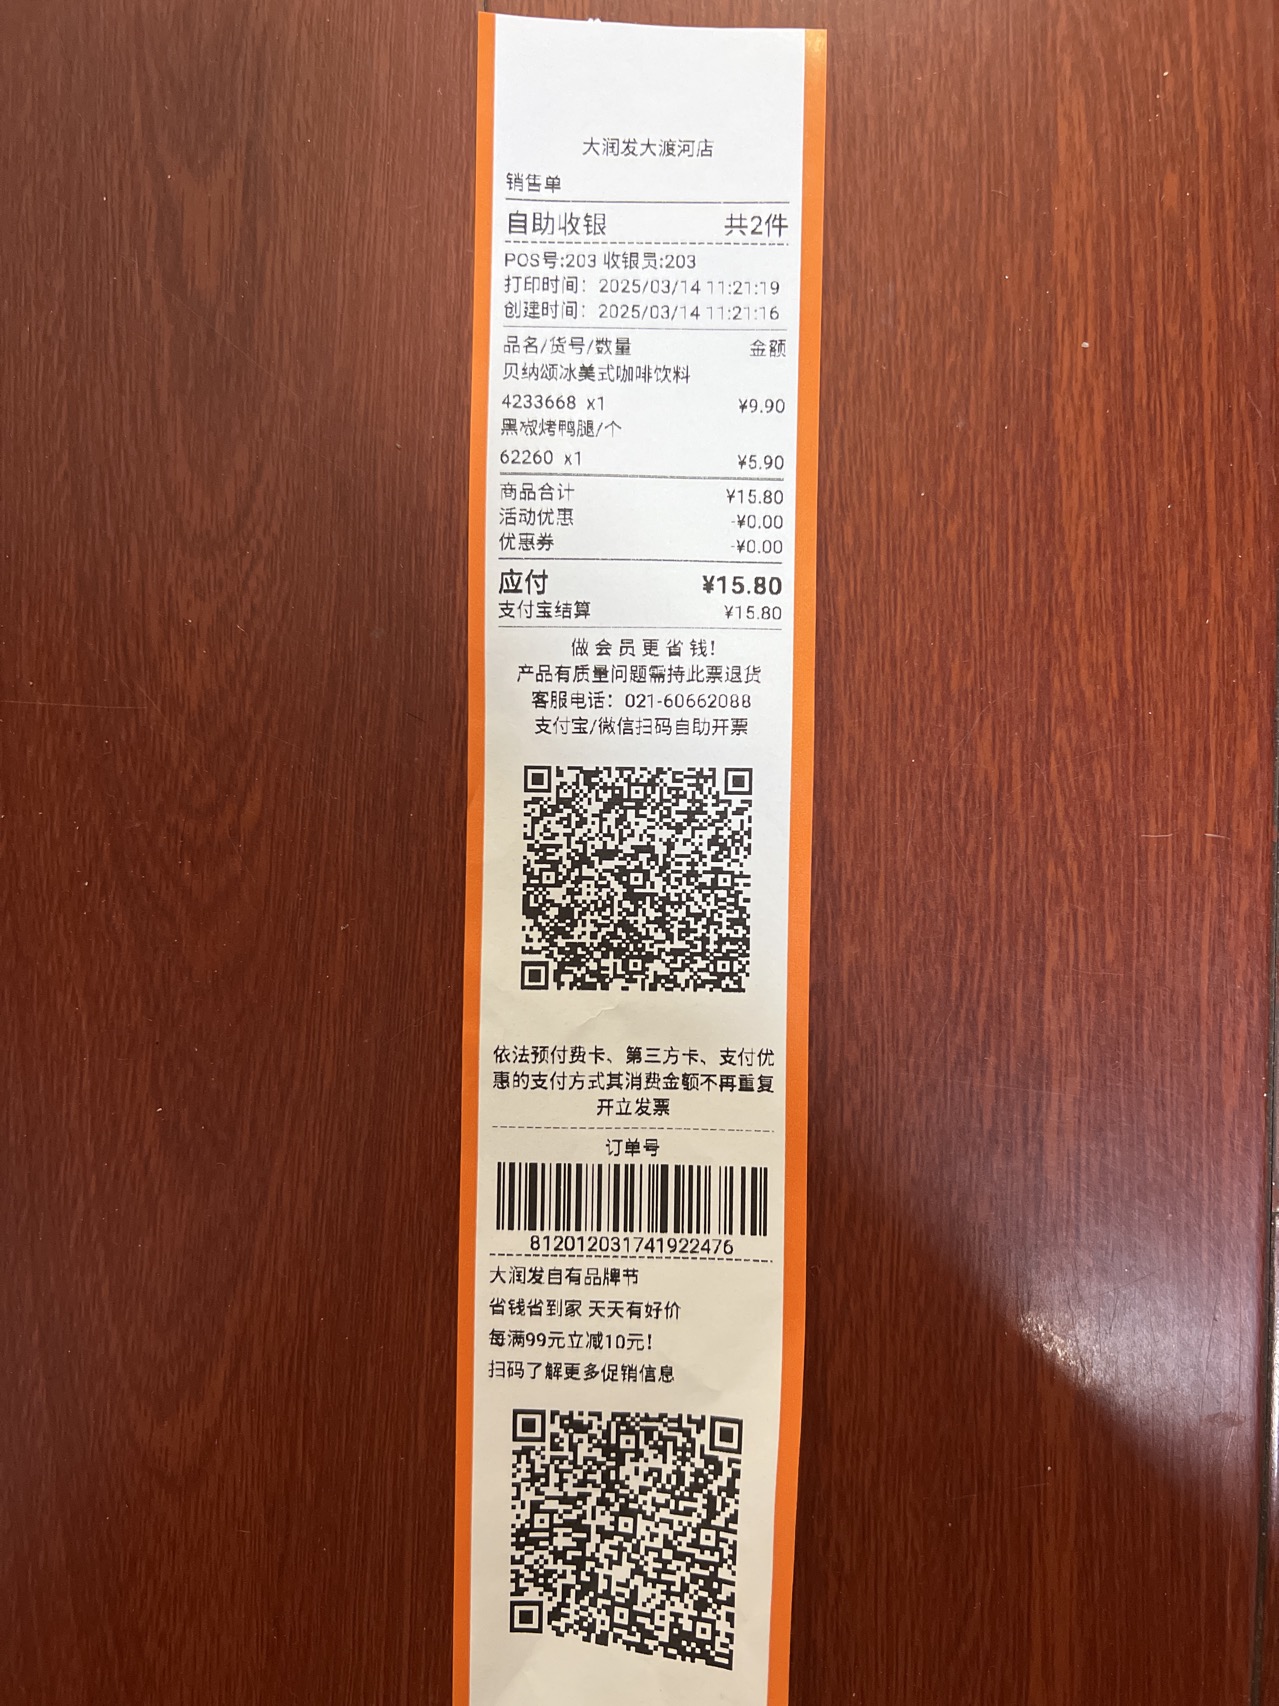 大润发大渡河店
销售单
自助收银 共2件
POS号:203 收银员:203
打印时间：2025/03/14 11:21:19
创建时间：2025/03/14 11:21:16
品名/货号/数量 金额
贝纳颂冰美式咖啡饮料
4233668 x1 ¥9.90
黑椒烤鸭腿/个
62260 x1 ¥5.90
商品合计 ¥15.80
活动优惠 -¥0.00
优惠券 -¥0.00
应付 ¥15.80
支付宝结算 ¥15.80
做会员更省钱!
产品有质量问题需持此票退货
客服电话：021-60662088
支付宝/微信扫码自助开票
依法预付费卡、第三方卡、支付优
惠的支付方式其消费金额不再重复
开立发票
订单号
812012031741922476
大润发自有品牌节
省钱省到家 天天有好价
每满99元立减10元!
扫码了解更多促销信息